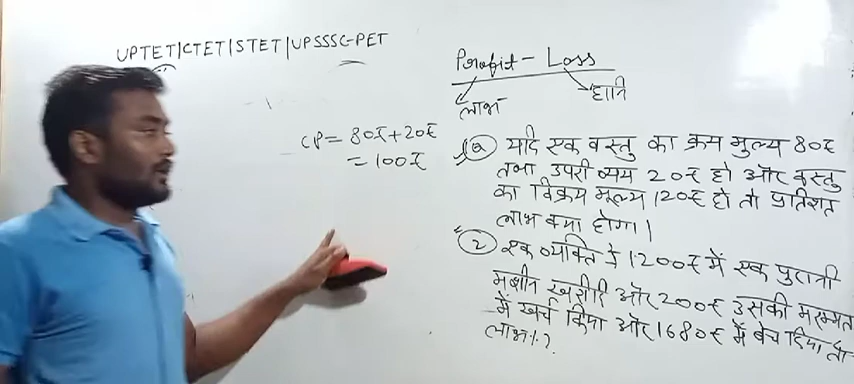 UPTET|CTET|STET|UPSSSC-PET
Profit - Loss
लाभ
हानि
CP = 80₹+20₹
= 100₹
यदि एक वस्तु का क्रय मूल्य 80₹
तथा उपरी व्यय 20₹ हो और वस्तु
का विक्रय मूल्य 120₹ हो तो प्रतिशत
लाभ क्या होगा।
② एक व्यक्ति ने 1200₹ में एक पुरानी
मशीन खरीदी और 200₹ उसकी मरम्मत
में खर्च किया और 1680₹ में बेच दिया तो
लाभ%?